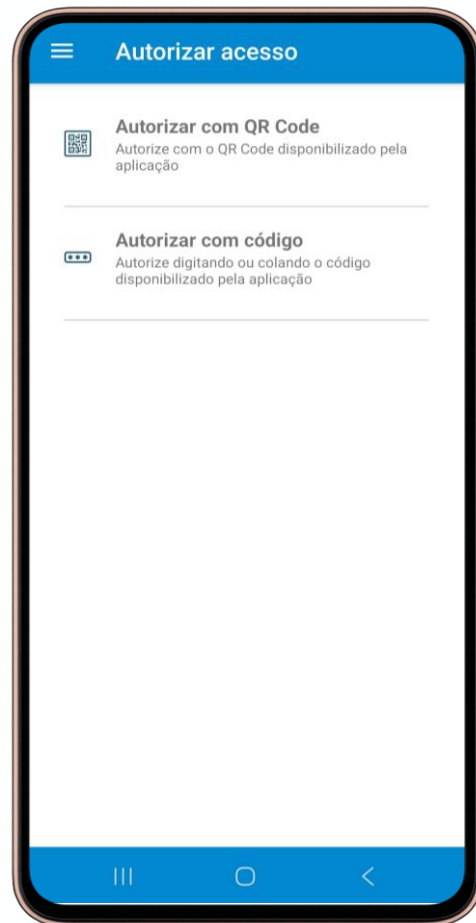 Autorizar acesso
Autorizar com QR Code
Autorize com o QR Code disponibilizado pela
aplicação
Autorizar com código
Autorize digitando ou colando o código
disponibilizado pela aplicação